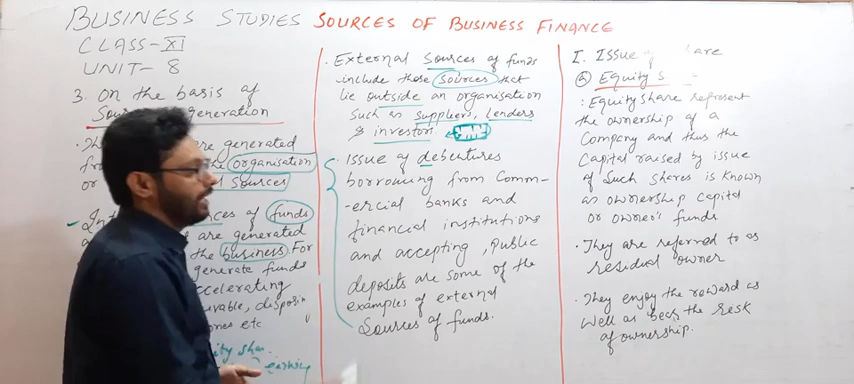 BUSINESS STUDIES SOURCES OF BUSINESS FINANCE
CLASS-XI
UNIT-8
3. On the basis of
generation
are generated
organisation
or sources
of funds
are generated
the business. For
generate funds
etc
• External sources of funds
include those sources that
lie outside an organisation
Such as suppliers, lenders
& investors
Issue of debentures
borrowing from Comm-
-ercial banks and
financial institutions
and accepting, Public
deposits are some of the
examples of external
Sources of funds.
I. Issue
(a) Equity S
: Equity share represent
the ownership of a
Company and thus the
Capital raised by issue
of Such shares is known
as ownership capital
or owner's funds
• They are referred to as
residual owner
• They enjoy the reward as
well as bear the risk
of ownership.